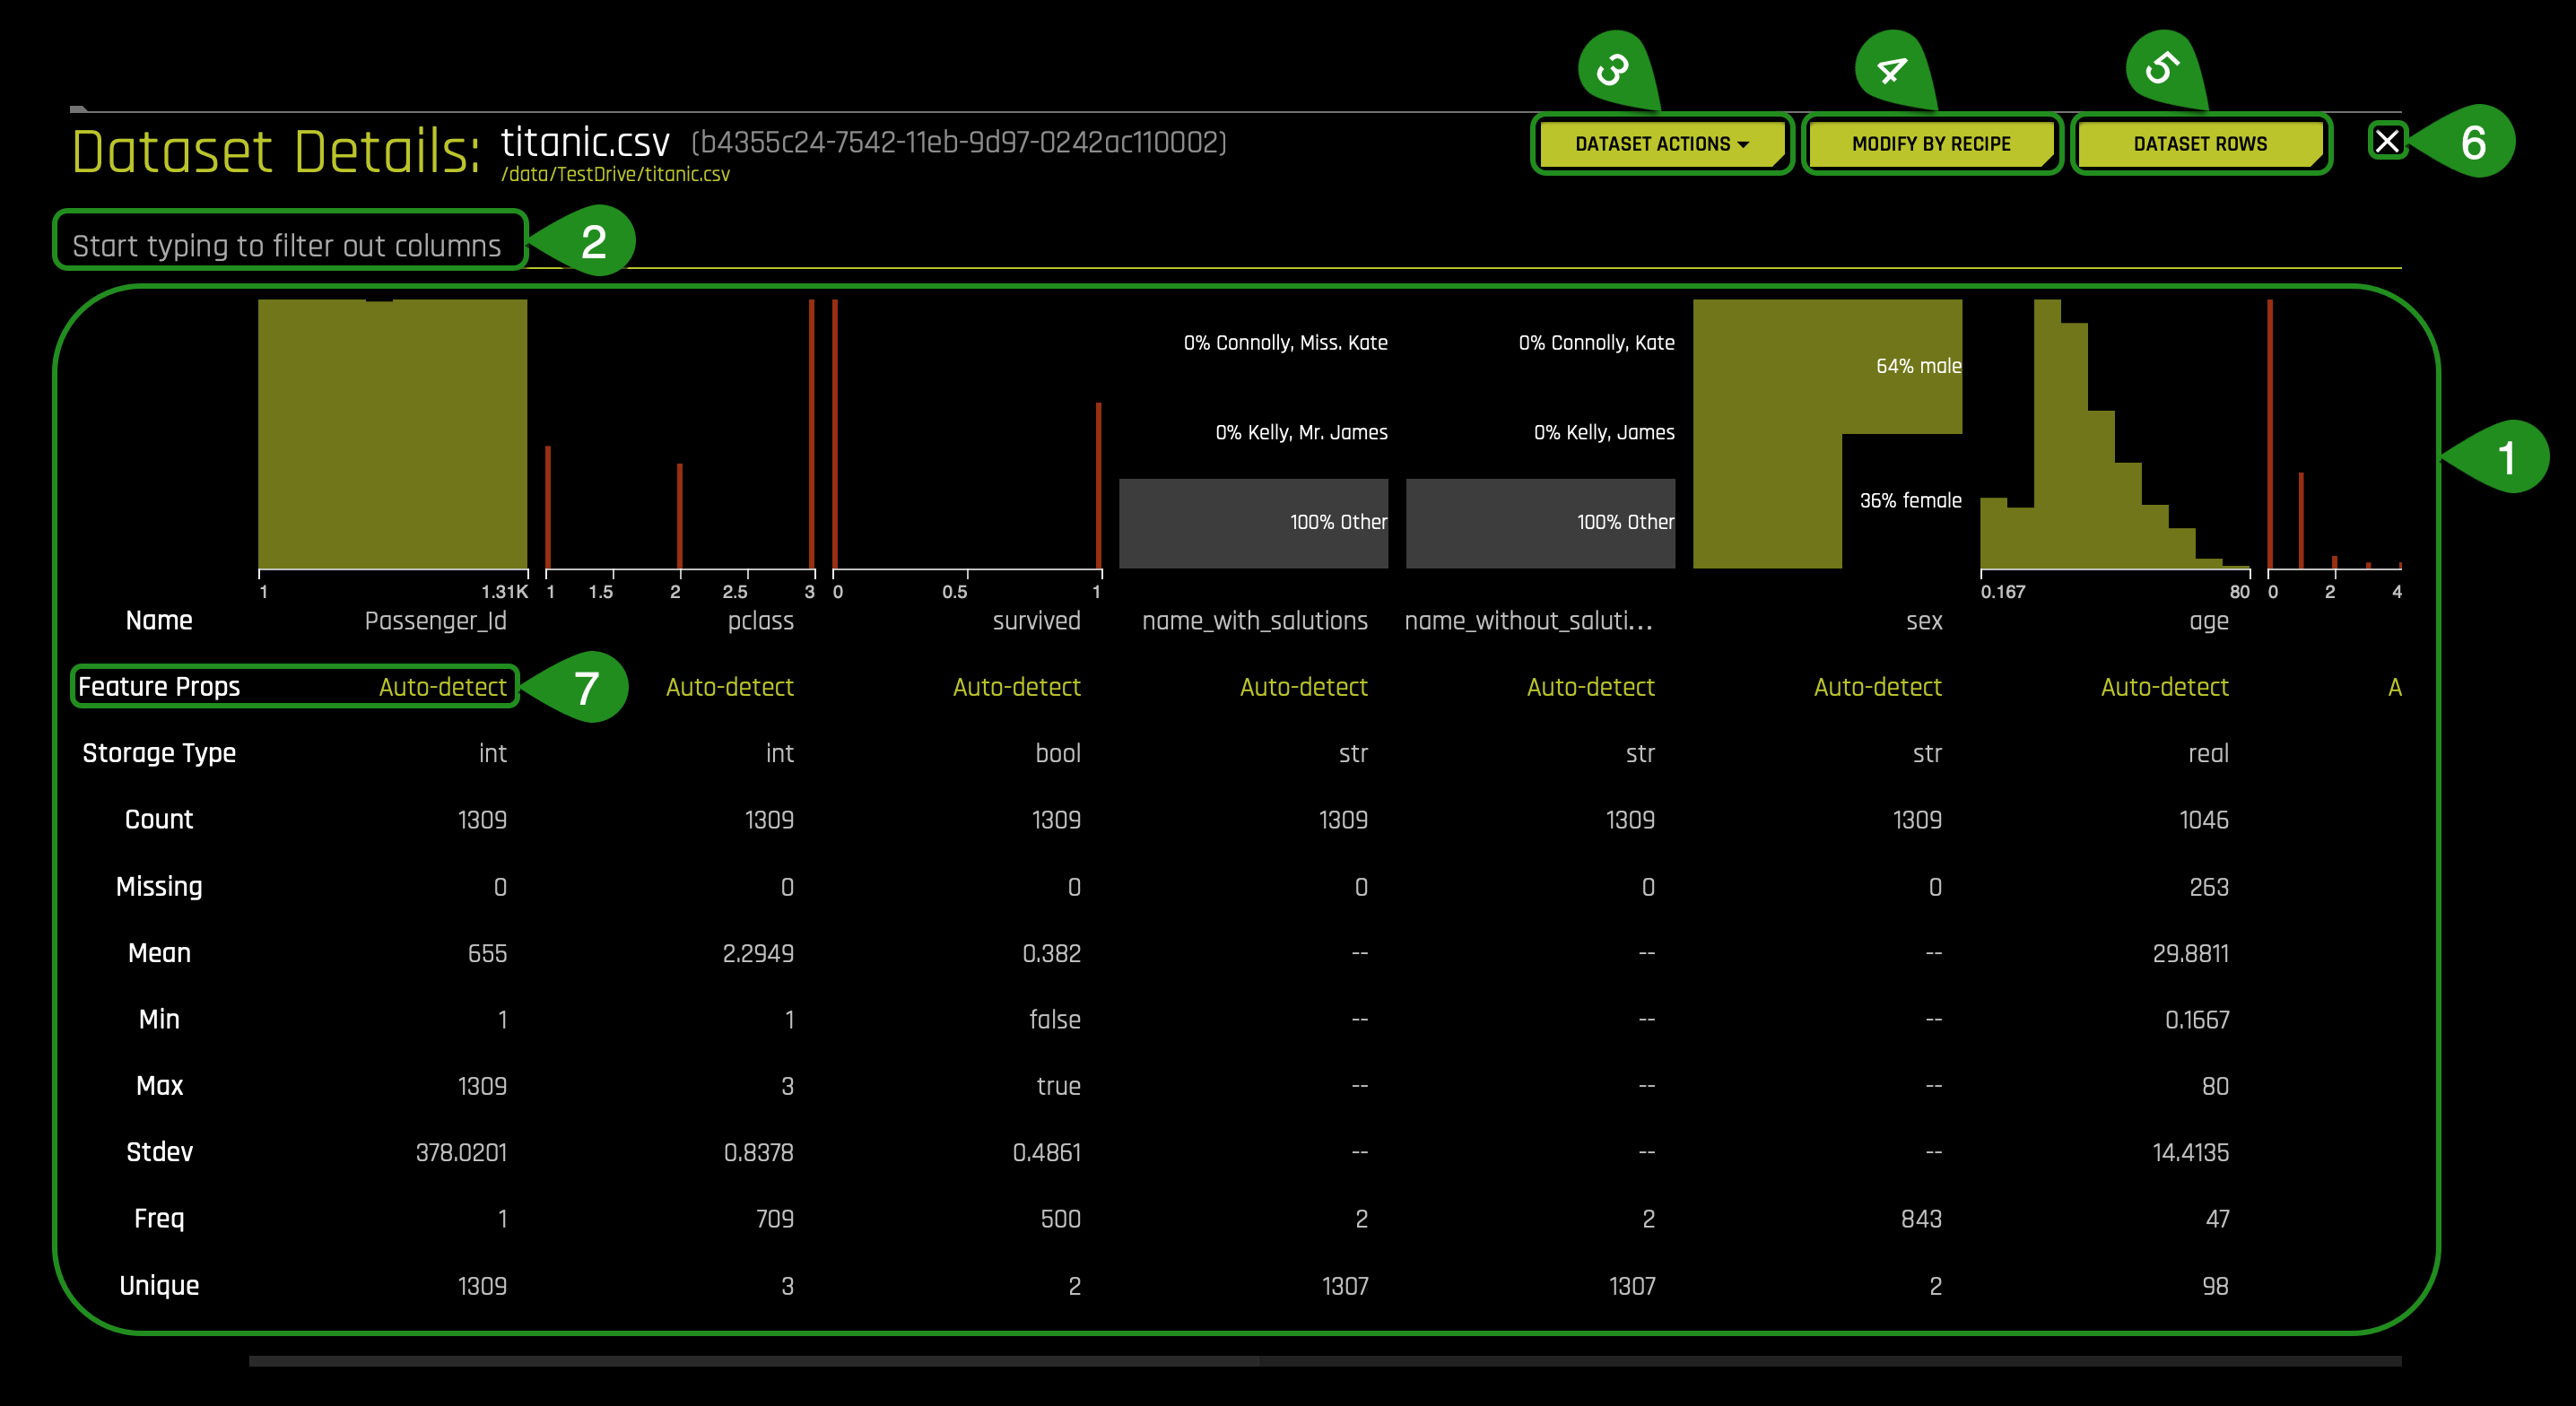 3 4 5
Dataset Details: titanic.csv (b4355c24-7542-11eb-9d97-0242ac110002) DATASET ACTIONS MODIFY BY RECIPE DATASET ROWS 6
/data/TestDrive/titanic.csv
Start typing to filter out columns 2
0% Connolly, Miss. Kate 0% Connolly, Kate
64% male
0% Kelly, Mr. James 0% Kelly, James
1
36% female
100% Other 100% Other
1 1.31K 1 1.5 2 2.5 3 0 0.5 1 0.167 80 0 2 4
Name Passenger_Id pclass survived name_with_salutions name_without_saluti... sex age
Feature Props Auto-detect 7 Auto-detect Auto-detect Auto-detect Auto-detect Auto-detect Auto-detect A
Storage Type int int bool str str str real
Count 1309 1309 1309 1309 1309 1309 1046
Missing 0 0 0 0 0 0 263
Mean 655 2.2949 0.382 -- -- -- 29.8811
Min 1 1 false -- -- -- 0.1667
Max 1309 3 true -- -- -- 80
Stdev 378.0201 0.8378 0.4861 -- -- -- 14.4135
Freq 1 709 500 2 2 843 47
Unique 1309 3 2 1307 1307 2 98